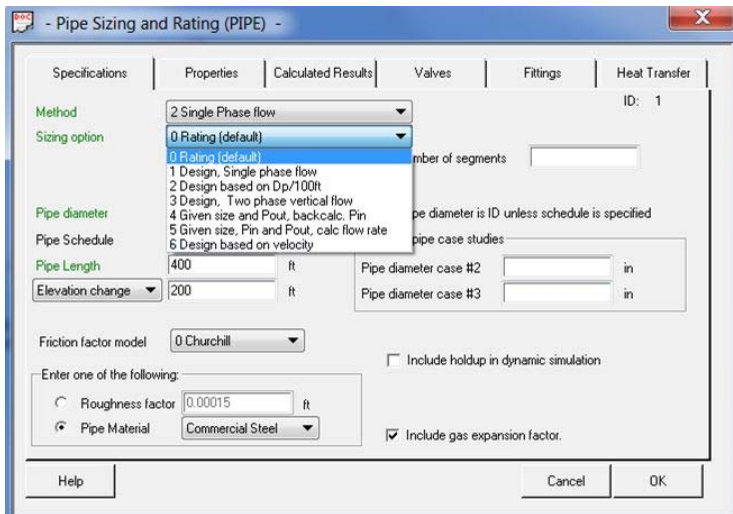 - Pipe Sizing and Rating (PIPE) -
Specifications Properties Calculated Results Valves Fittings Heat Transfer
Method 2 Single Phase flow ID: 1
Sizing option 0 Rating (default)
0 Rating (default)
1 Design, Single phase flow
mber of segments
2 Design based on Dp/100ft
3 Design, Two phase vertical flow
Pipe diameter 4 Given size and Pout, backcalc. Pin pe diameter is ID unless schedule is specified
5 Given size, Pin and Pout, calc flow rate
Pipe Schedule 6 Design based on velocity pipe case studies
Pipe Length 400 ft Pipe diameter case #2 in
Elevation change 200 ft Pipe diameter case #3 in
Friction factor model 0 Churchill
Include holdup in dynamic simulation
Enter one of the following:
Roughness factor 0.00015 ft
Pipe Material Commercial Steel
Include gas expansion factor.
Help Cancel OK